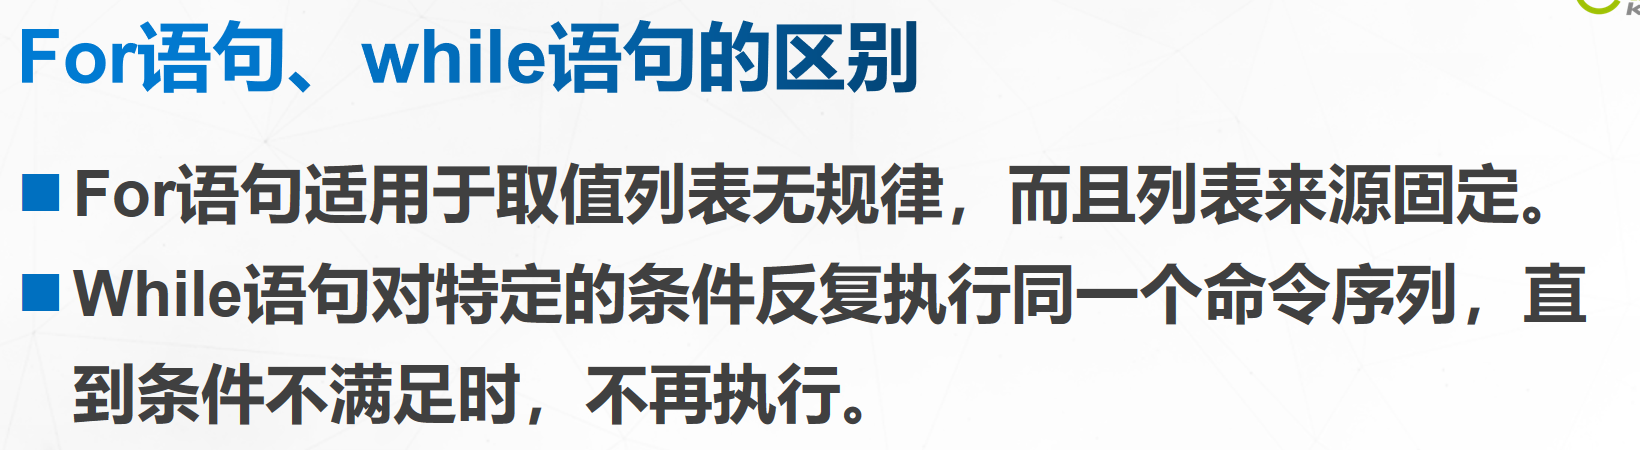 For语句、while语句的区别
For语句适用于取值列表无规律，而且列表来源固定。
While语句对特定的条件反复执行同一个命令序列，直
到条件不满足时，不再执行。